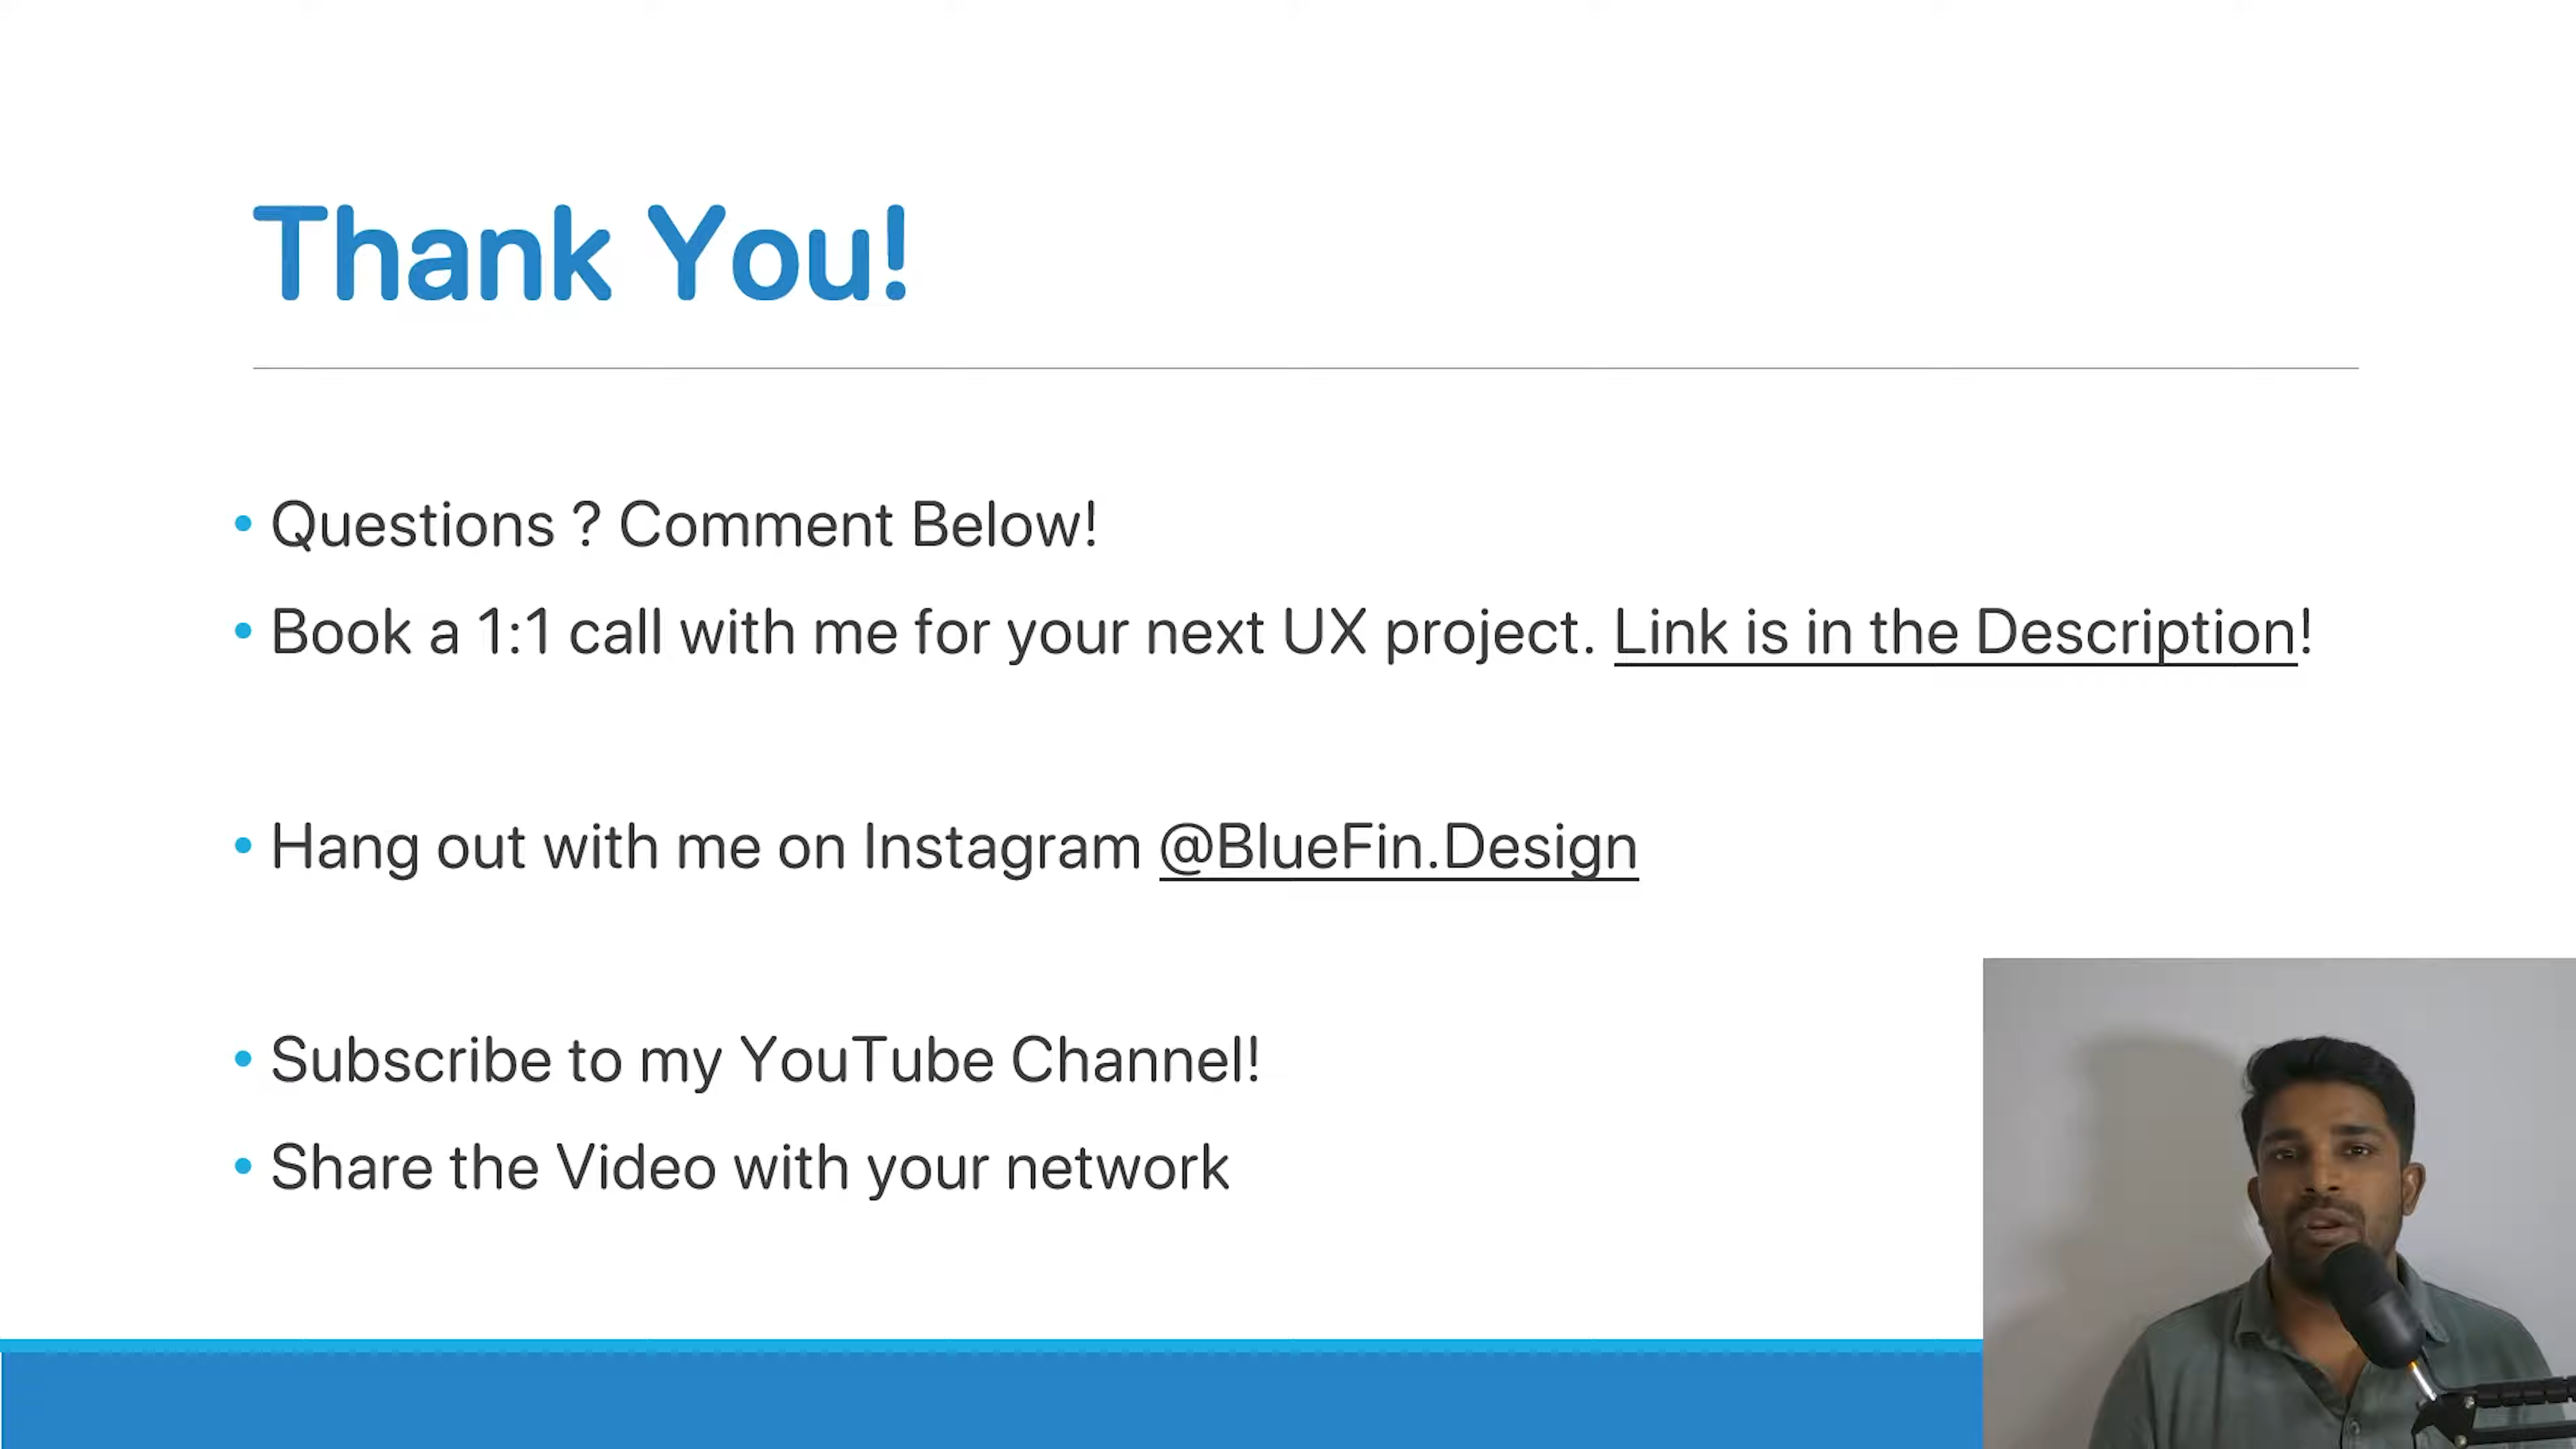 Thank You!
• Questions ? Comment Below!
• Book a 1:1 call with me for your next UX project. Link is in the Description!
• Hang out with me on Instagram @BlueFin.Design
• Subscribe to my YouTube Channel!
• Share the Video with your network